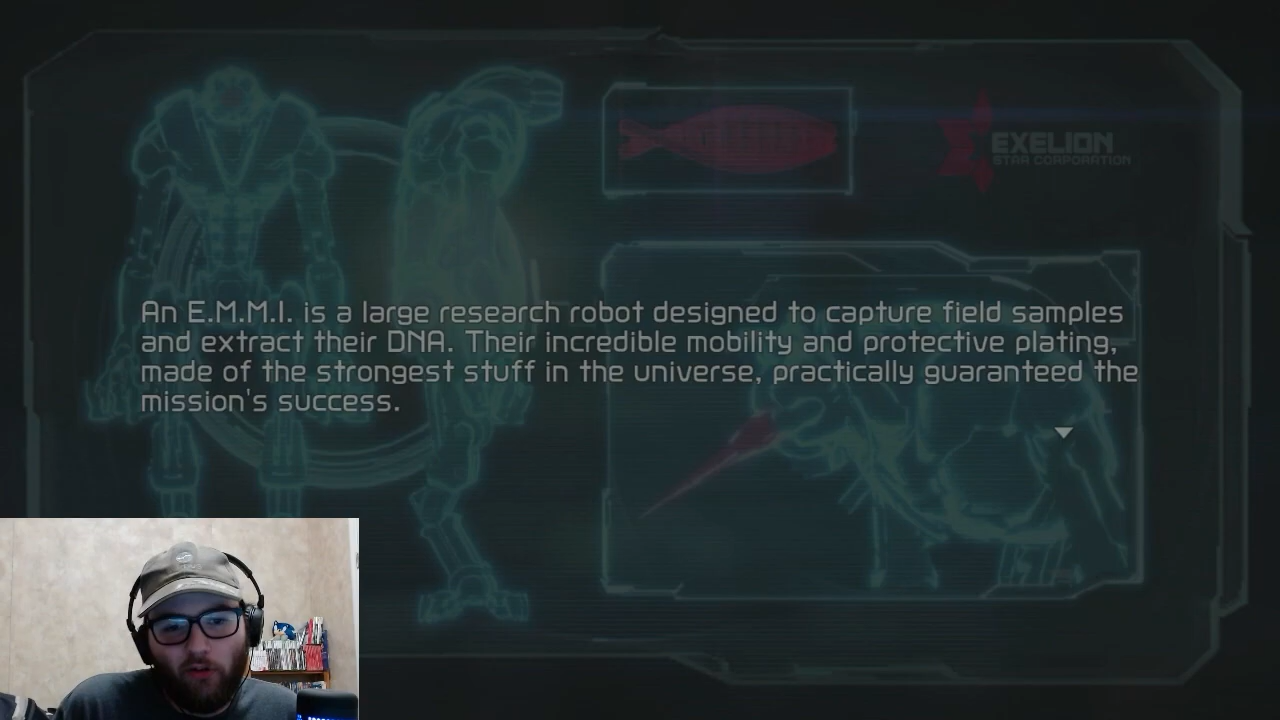 EXELION
STAR CORPORATION
An E.M.M.I. is a large research robot designed to capture field samples
and extract their DNA. Their incredible mobility and protective plating,
made of the strongest stuff in the universe, practically guaranteed the
mission's success.